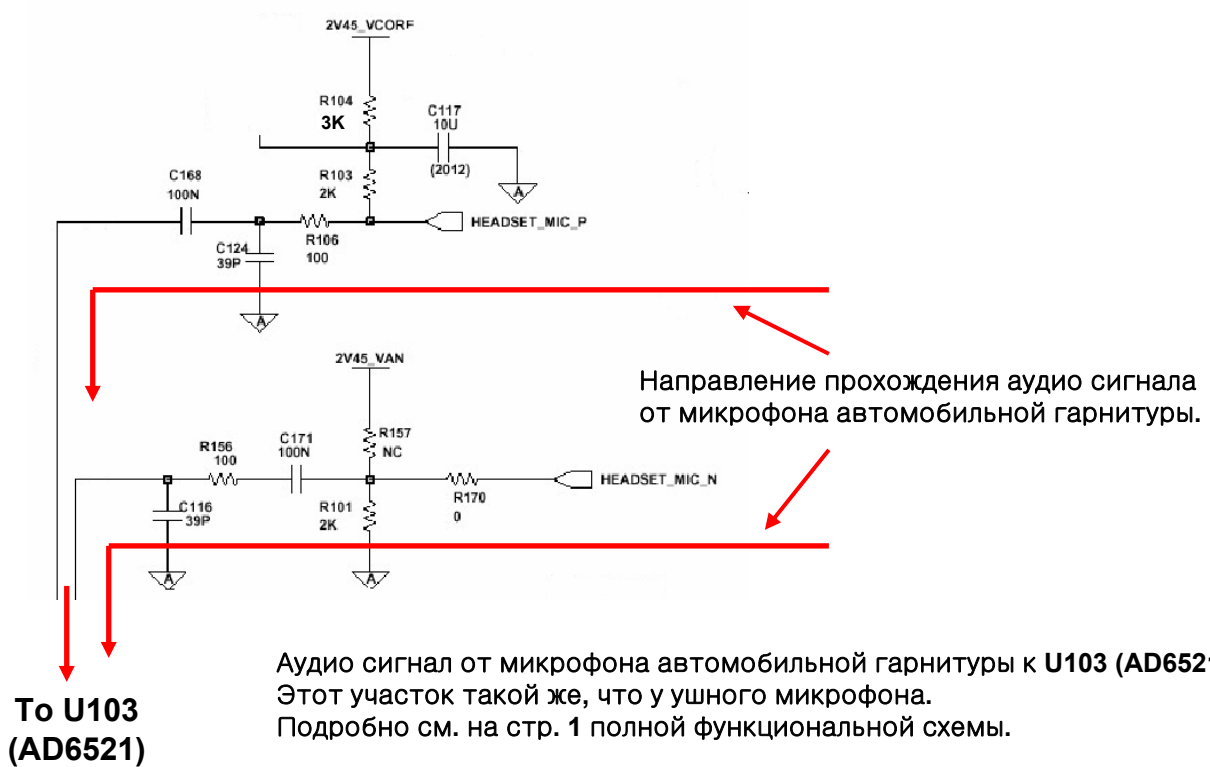 2V45_VCORE
R104
3K
C117
10U
(2012)
R103
2K
A
C168
100N
HEADSET_MIC_P
R106
100
C124
39P
A
2V45_VAN
Направление прохождения аудио сигнала
от микрофона автомобильной гарнитуры.
R157
NC
C171
100N
R156
100
HEADSET_MIC_N
R170
0
C116
39P
R101
2K
A
A
Аудио сигнал от микрофона автомобильной гарнитуры к U103 (AD6521
Этот участок такой же, что у ушного микрофона.
Подробно см. на стр. 1 полной функциональной схемы.
To U103
(AD6521)